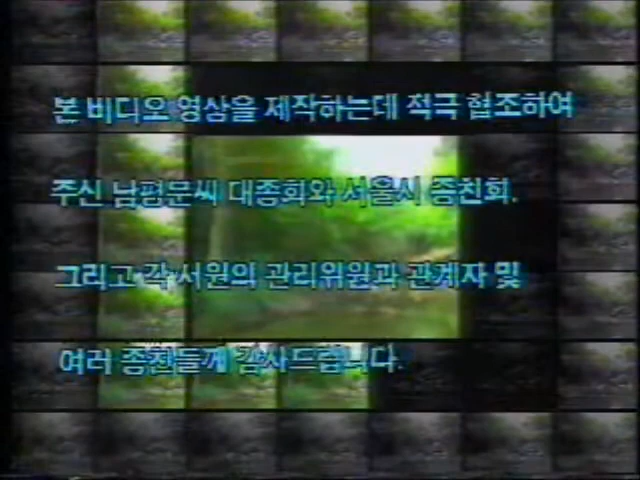 본 비디오 영상을 제작하는데 적극 협조하여
주신 남평문씨 대종회와 서울시 종친회,
그리고 각 서원의 관리위원과 관계자 및
여러 종친들께 감사드립니다.